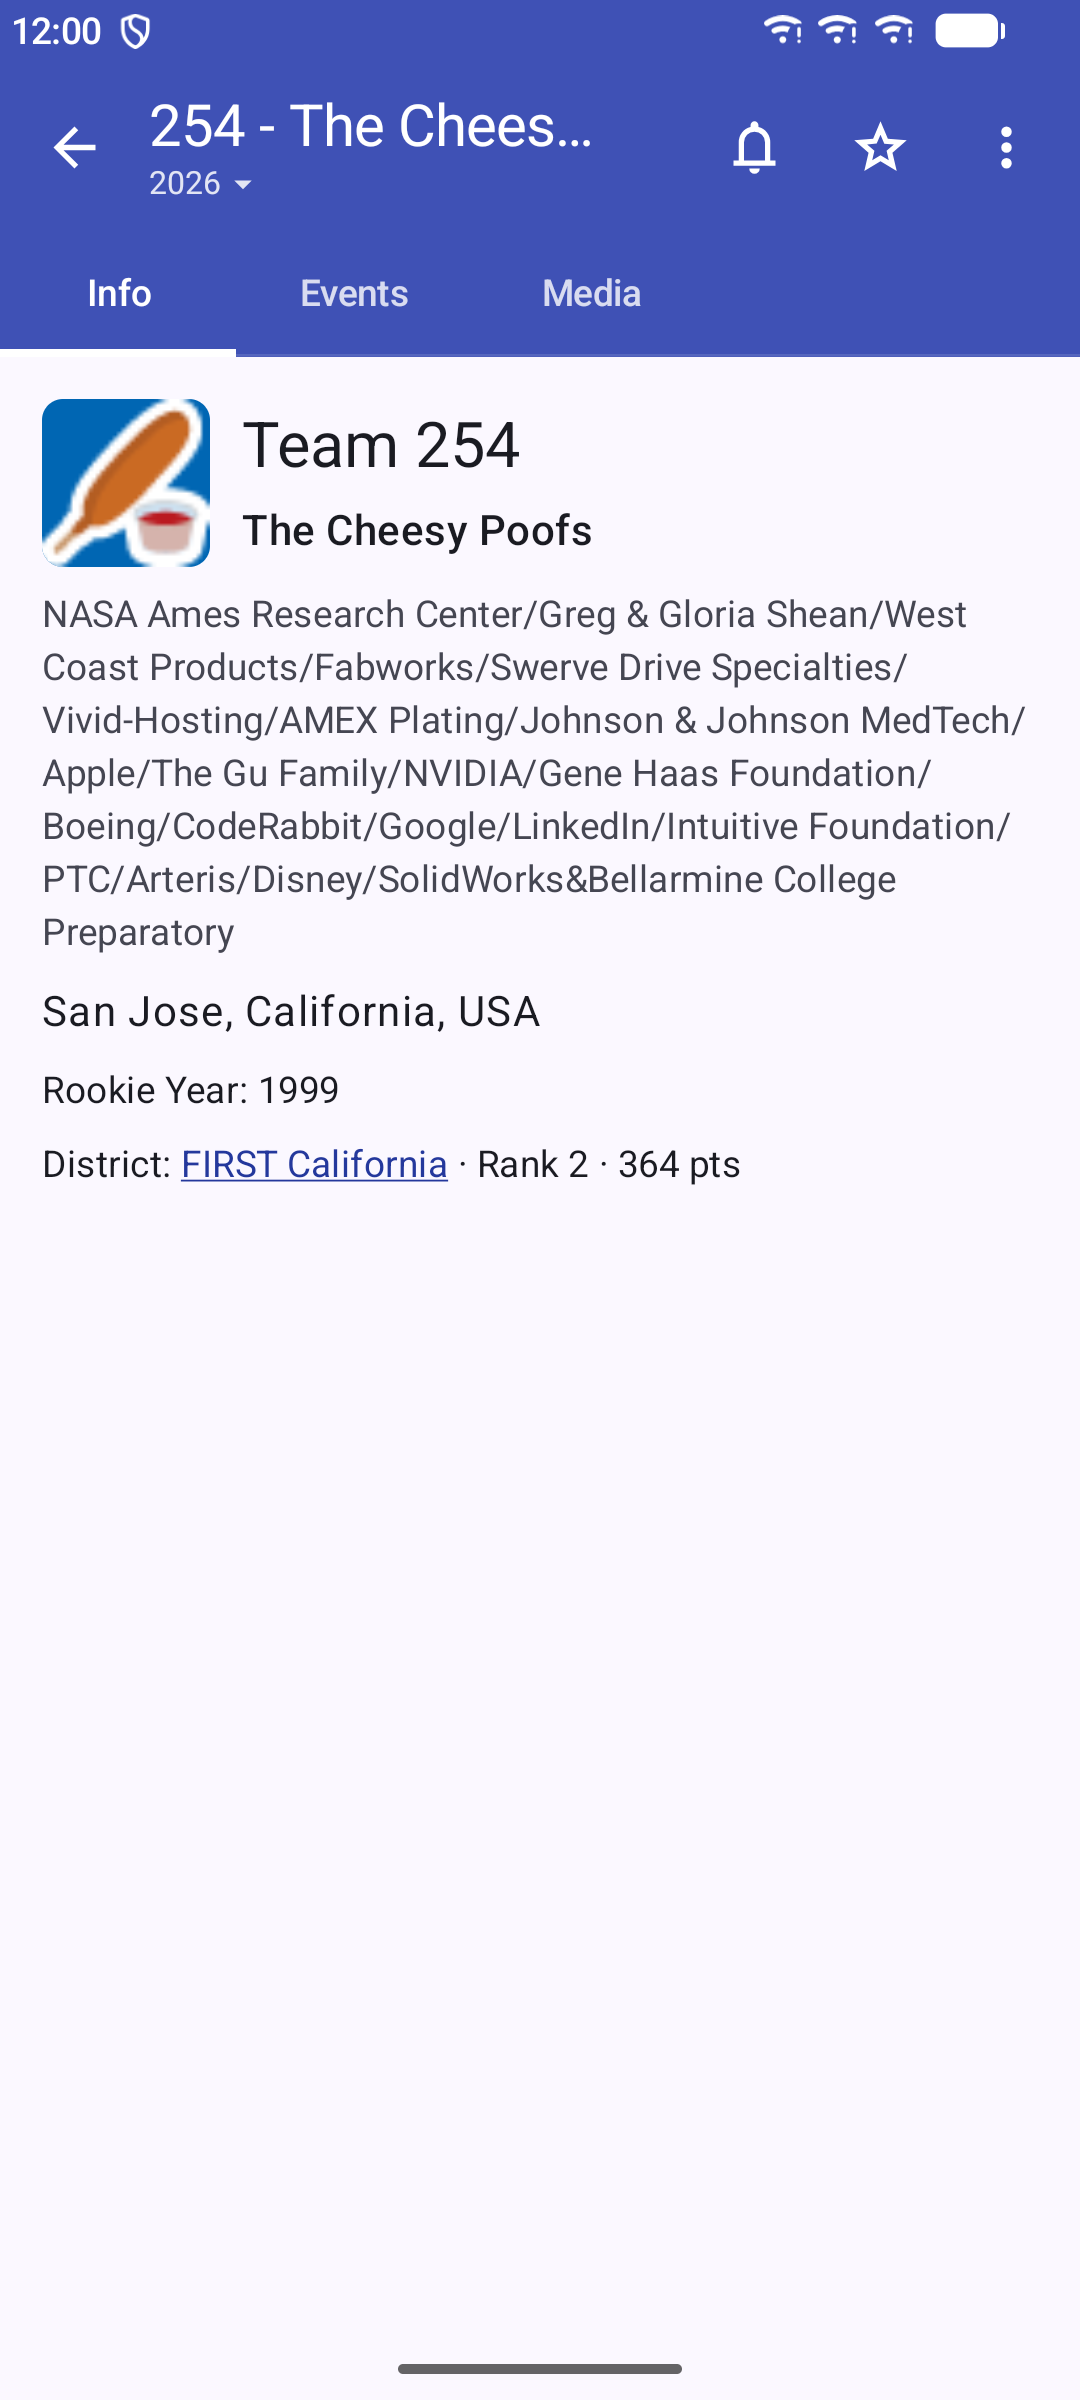 12:00
254 - The Chees...
2026
Info
Events
Media
Team 254
The Cheesy Poofs
NASA Ames Research Center/Greg & Gloria Shean/West
Coast Products/Fabworks/Swerve Drive Specialties/
Vivid-Hosting/AMEX Plating/Johnson & Johnson MedTech/
Apple/The Gu Family/NVIDIA/Gene Haas Foundation/
Boeing/CodeRabbit/Google/LinkedIn/Intuitive Foundation/
PTC/Arteris/Disney/SolidWorks&Bellarmine College
Preparatory
San Jose, California, USA
Rookie Year: 1999
District: FIRST California · Rank 2 · 364 pts